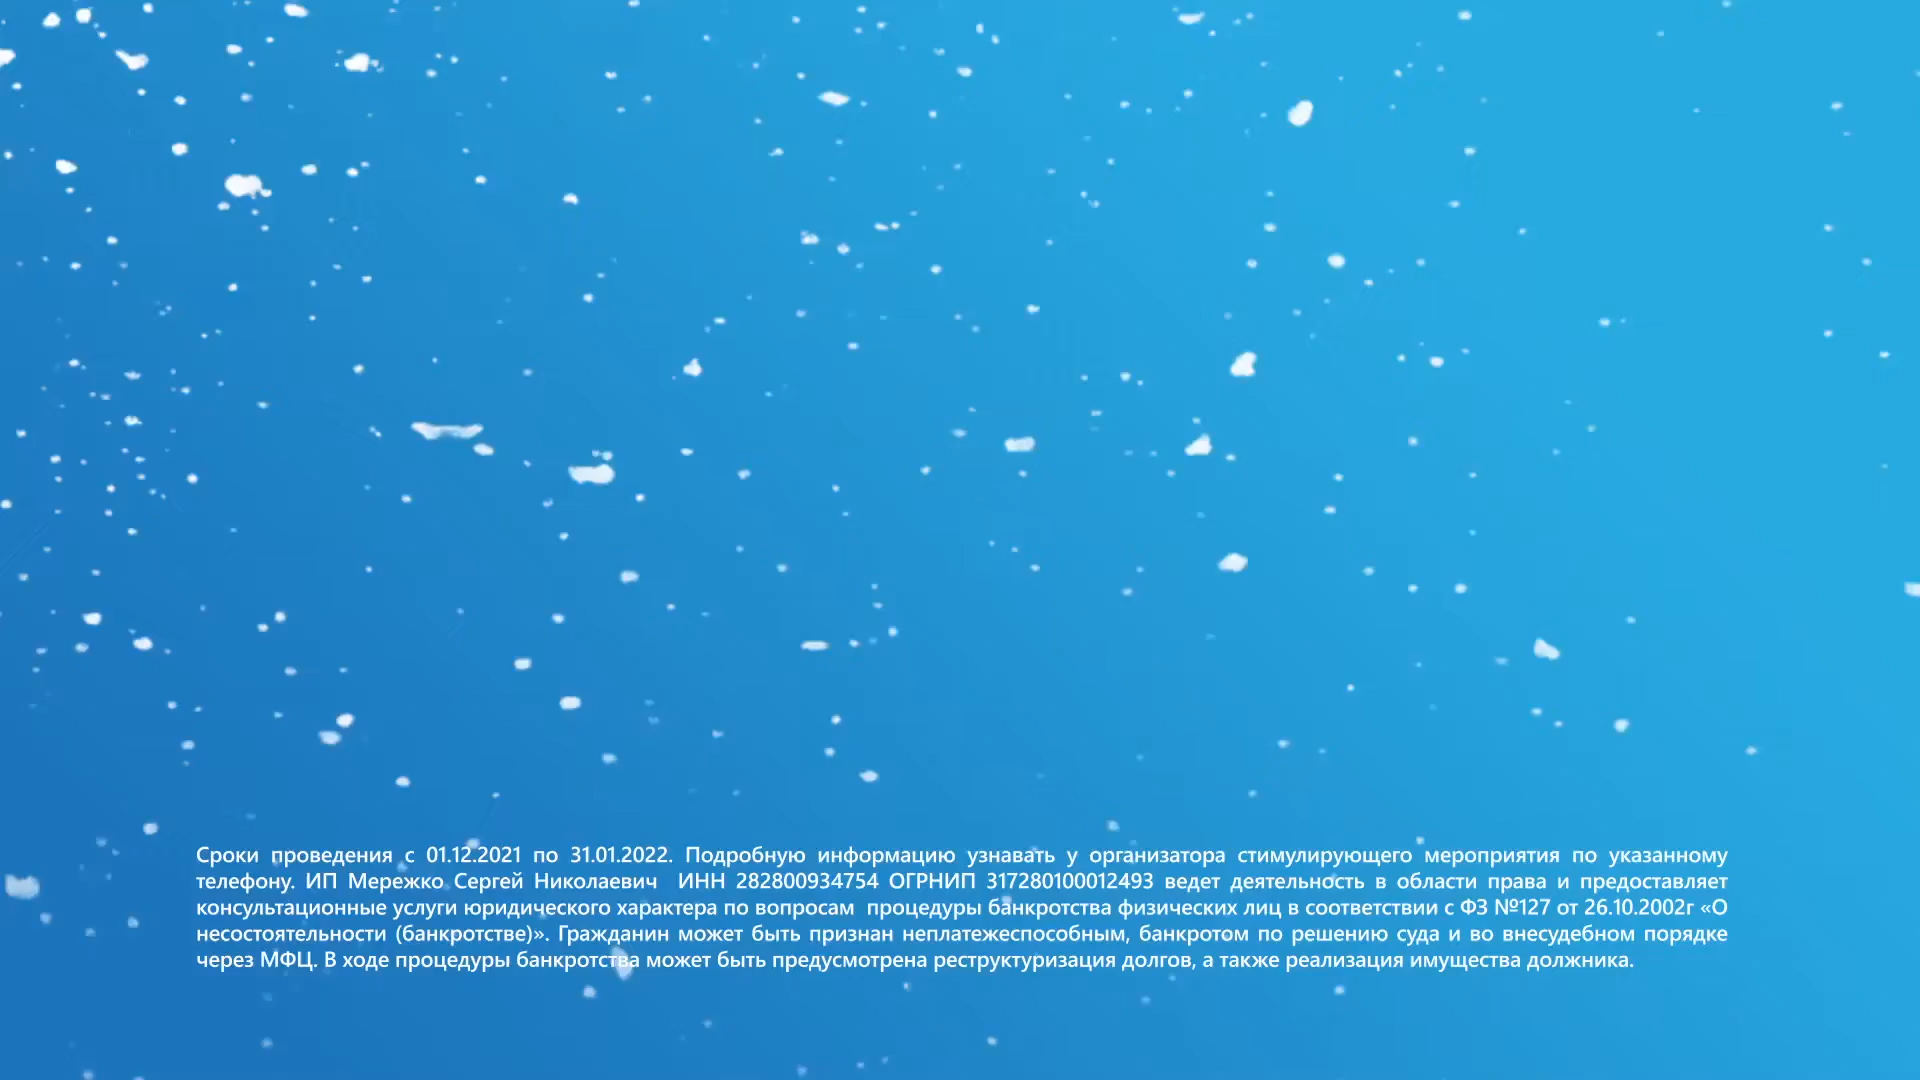 Сроки проведения с 01.12.2021 по 31.01.2022. Подробную информацию узнавать у организатора стимулирующего мероприятия по указанному
телефону. ИП Мережко Сергей Николаевич ИНН 282800934754 ОГРНИП 317280100012493 ведет деятельность в области права и предоставляет
консультационные услуги юридического характера по вопросам процедуры банкротства физических лиц в соответствии с ФЗ №127 от 26.10.2002г «О
несостоятельности (банкротстве)». Гражданин может быть признан неплатежеспособным, банкротом по решению суда и во внесудебном порядке
через МФЦ. В ходе процедуры банкротства может быть предусмотрена реструктуризация долгов, а также реализация имущества должника.